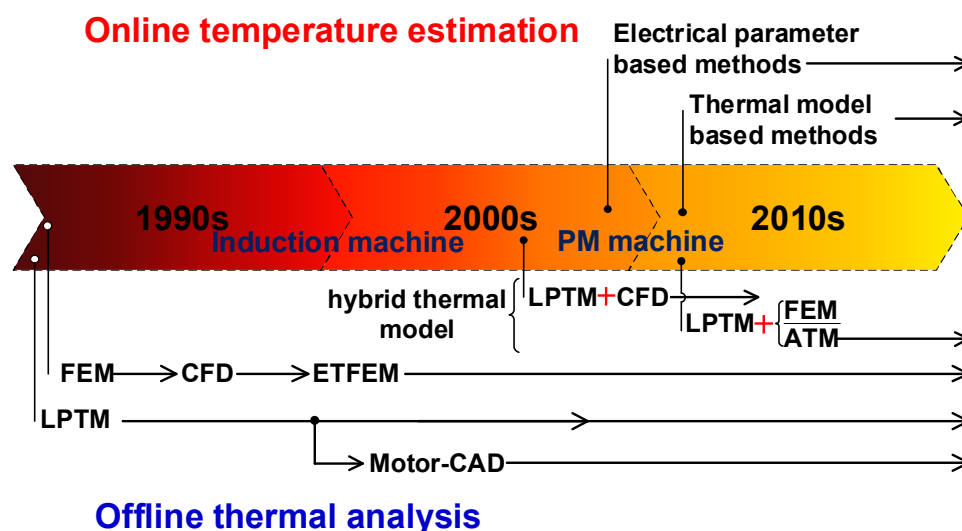 Online temperature estimation
Electrical parameter
based methods
Thermal model
based methods
1990s
2000s
2010s
Induction machine
PM machine
hybrid thermal
model
LPTM+CFD
LPTM+
FEM
ATM
FEM
CFD
ETFEM
LPTM
Motor-CAD
Offline thermal analysis